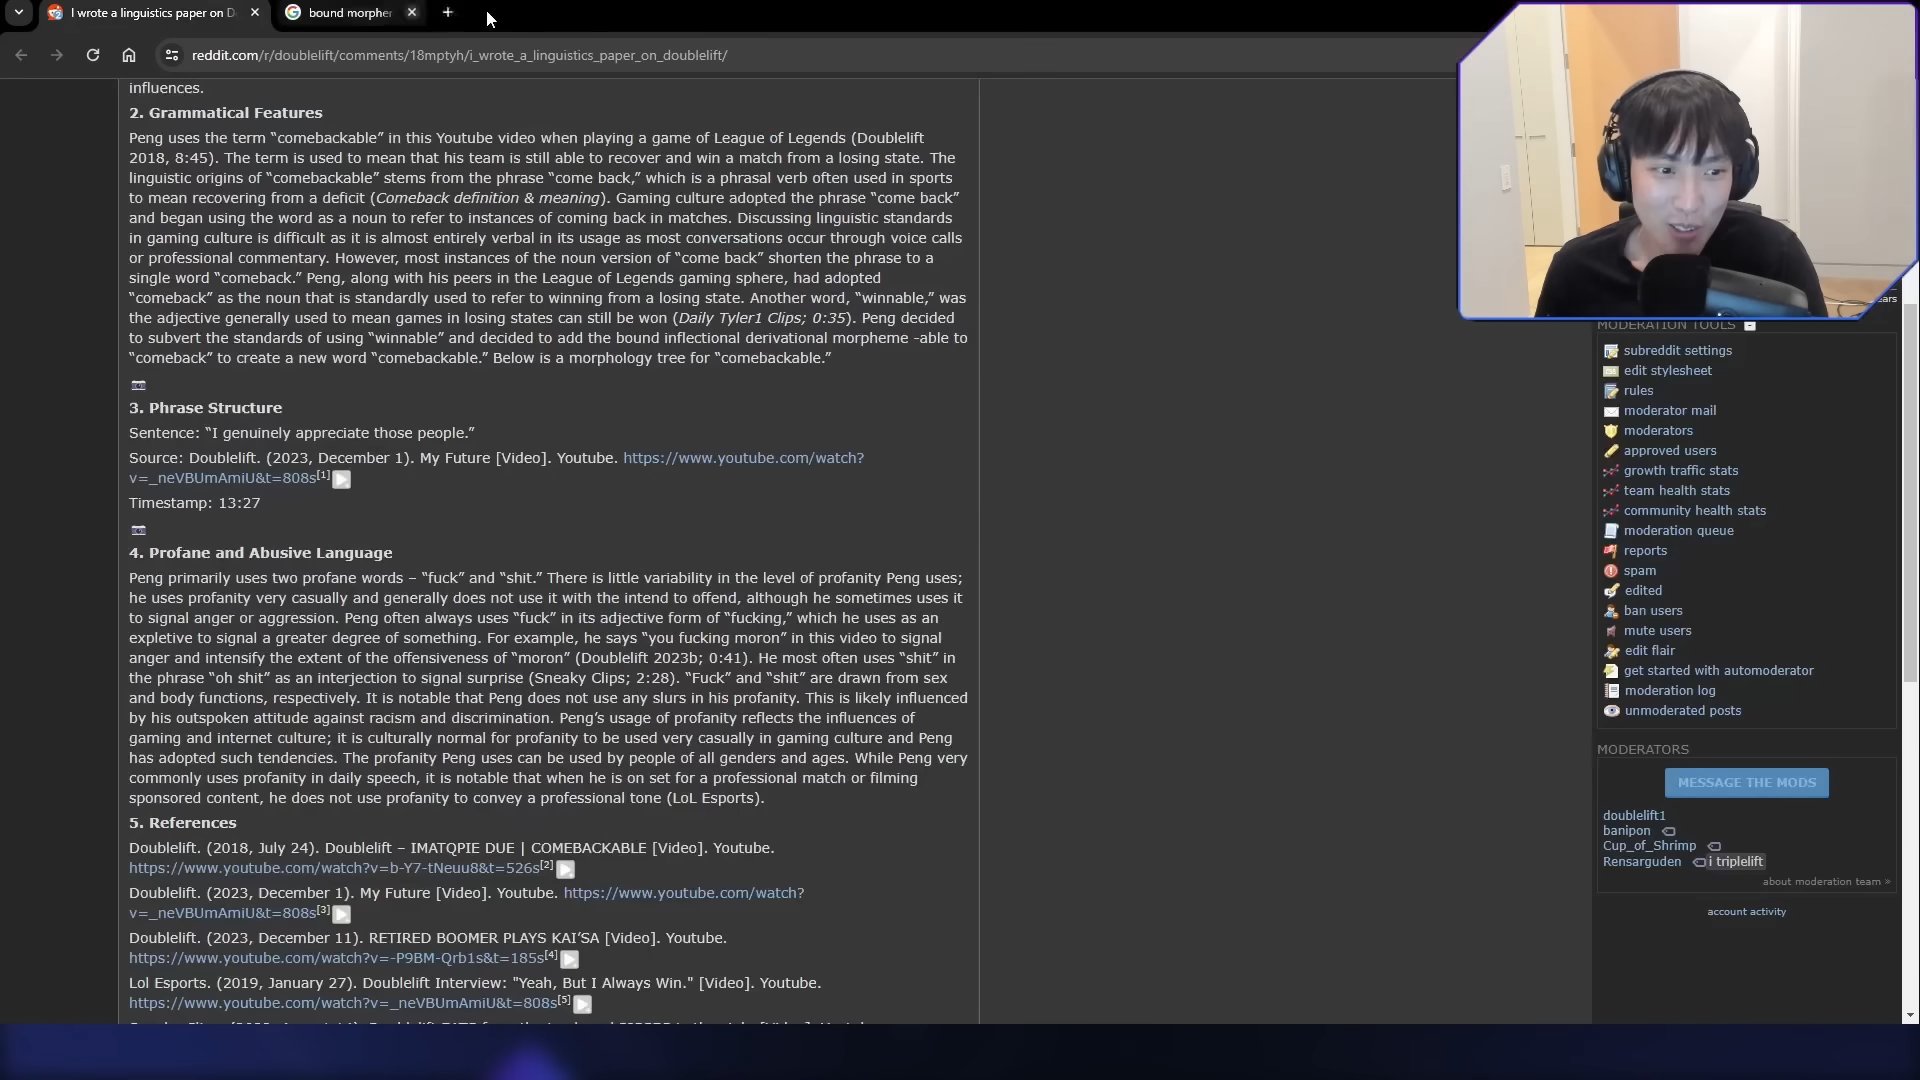 I wrote a linguistics paper on D
bound morpher
reddit.com/r/doublelift/comments/18mptyh/i_wrote_a_linguistics_paper_on_doublelift/
influences.
2. Grammatical Features
Peng uses the term “comebackable” in this Youtube video when playing a game of League of Legends (Doublelift
2018, 8:45). The term is used to mean that his team is still able to recover and win a match from a losing state. The
linguistic origins of “comebackable” stems from the phrase “come back,” which is a phrasal verb often used in sports
to mean recovering from a deficit (Comeback definition & meaning). Gaming culture adopted the phrase “come back”
and began using the word as a noun to refer to instances of coming back in matches. Discussing linguistic standards
in gaming culture is difficult as it is almost entirely verbal in its usage as most conversations occur through voice calls
or professional commentary. However, most instances of the noun version of “come back” shorten the phrase to a
single word “comeback.” Peng, along with his peers in the League of Legends gaming sphere, had adopted
“comeback” as the noun that is standardly used to refer to winning from a losing state. Another word, “winnable,” was
the adjective generally used to mean games in losing states can still be won (Daily Tyler1 Clips; 0:35). Peng decided
to subvert the standards of using “winnable” and decided to add the bound inflectional derivational morpheme -able to
“comeback” to create a new word “comebackable.” Below is a morphology tree for “comebackable.”
3. Phrase Structure
Sentence: “I genuinely appreciate those people.”
Source: Doublelift. (2023, December 1). My Future [Video]. Youtube. https://www.youtube.com/watch?
v=_neVBUmAmiU&t=808s[1]
Timestamp: 13:27
4. Profane and Abusive Language
Peng primarily uses two profane words – “fuck” and “shit.” There is little variability in the level of profanity Peng uses;
he uses profanity very casually and generally does not use it with the intend to offend, although he sometimes uses it
to signal anger or aggression. Peng often always uses “fuck” in its adjective form of “fucking,” which he uses as an
expletive to signal a greater degree of something. For example, he says “you fucking moron” in this video to signal
anger and intensify the extent of the offensiveness of “moron” (Doublelift 2023b; 0:41). He most often uses “shit” in
the phrase “oh shit” as an interjection to signal surprise (Sneaky Clips; 2:28). “Fuck” and “shit” are drawn from sex
and body functions, respectively. It is notable that Peng does not use any slurs in his profanity. This is likely influenced
by his outspoken attitude against racism and discrimination. Peng’s usage of profanity reflects the influences of
gaming and internet culture; it is culturally normal for profanity to be used very casually in gaming culture and Peng
has adopted such tendencies. The profanity Peng uses can be used by people of all genders and ages. While Peng very
commonly uses profanity in daily speech, it is notable that when he is on set for a professional match or filming
sponsored content, he does not use profanity to convey a professional tone (LoL Esports).
5. References
Doublelift. (2018, July 24). Doublelift – IMATQPIE DUE | COMEBACKABLE [Video]. Youtube.
https://www.youtube.com/watch?v=b-Y7-tNeuu8&t=526s[2]
Doublelift. (2023, December 1). My Future [Video]. Youtube. https://www.youtube.com/watch?
v=_neVBUmAmiU&t=808s[3]
Doublelift. (2023, December 11). RETIRED BOOMER PLAYS KAI’SA [Video]. Youtube.
https://www.youtube.com/watch?v=-P9BM-Qrb1s&t=185s[4]
Lol Esports. (2019, January 27). Doublelift Interview: "Yeah, But I Always Win." [Video]. Youtube.
https://www.youtube.com/watch?v=_neVBUmAmiU&t=808s[5]
ears
MODERATION TOOLS
subreddit settings
edit stylesheet
rules
moderator mail
moderators
approved users
growth traffic stats
team health stats
community health stats
moderation queue
reports
spam
edited
ban users
mute users
edit flair
get started with automoderator
moderation log
unmoderated posts
MODERATORS
MESSAGE THE MODS
doublelift1
banipon
Cup_of_Shrimp
Rensarguden i triplelift
about moderation team »
account activity